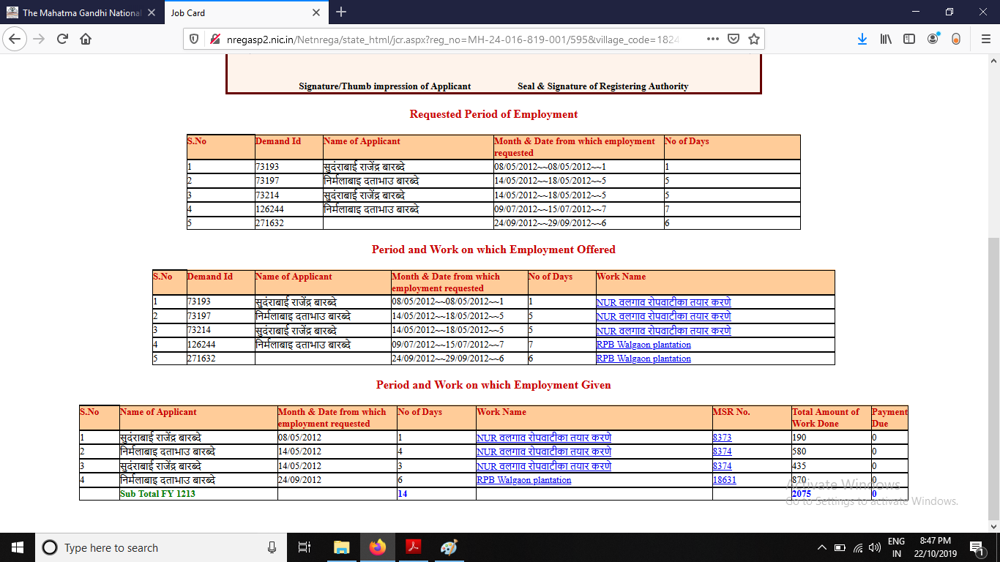 The Mahatma Gandhi National
Job Card
nregasp2.nic.in/Netnrega/state_html/jcr.aspx?reg_no=MH-24-016-819-001/595&village_code=1824
Signature/Thumb impression of Applicant Seal & Signature of Registering Authority
Requested Period of Employment
S.No Demand Id Name of Applicant Month & Date from which employment requested No of Days
1 73193 सुदंराबाई राजेंद्र बारब्दे 08/05/2012~~08/05/2012~~1 1
2 73197 निर्मलाबाइ दताभाउ बारब्दे 14/05/2012~~18/05/2012~~5 5
3 73214 सुदंराबाई राजेंद्र बारब्दे 14/05/2012~~18/05/2012~~5 5
4 126244 निर्मलाबाइ दताभाउ बारब्दे 09/07/2012~~15/07/2012~~7 7
5 271632 24/09/2012~~29/09/2012~~6 6
Period and Work on which Employment Offered
S.No Demand Id Name of Applicant Month & Date from which employment requested No of Days Work Name
1 73193 सुदंराबाई राजेंद्र बारब्दे 08/05/2012~~08/05/2012~~1 1 NUR वलगाव रोपवाटीका तयार करणे
2 73197 निर्मलाबाइ दताभाउ बारब्दे 14/05/2012~~18/05/2012~~5 5 NUR वलगाव रोपवाटीका तयार करणे
3 73214 सुदंराबाई राजेंद्र बारब्दे 14/05/2012~~18/05/2012~~5 5 NUR वलगाव रोपवाटीका तयार करणे
4 126244 निर्मलाबाइ दताभाउ बारब्दे 09/07/2012~~15/07/2012~~7 7 RPB Walgaon plantation
5 271632 24/09/2012~~29/09/2012~~6 6 RPB Walgaon plantation
Period and Work on which Employment Given
S.No Name of Applicant Month & Date from which employment requested No of Days Work Name MSR No. Total Amount of Work Done Payment Due
1 सुदंराबाई राजेंद्र बारब्दे 08/05/2012 1 NUR वलगाव रोपवाटीका तयार करणे 8373 190 0
2 निर्मलाबाइ दताभाउ बारब्दे 14/05/2012 4 NUR वलगाव रोपवाटीका तयार करणे 8374 580 0
3 सुदंराबाई राजेंद्र बारब्दे 14/05/2012 3 NUR वलगाव रोपवाटीका तयार करणे 8374 435 0
4 निर्मलाबाइ दताभाउ बारब्दे 24/09/2012 6 RPB Walgaon plantation 18631 870 0
Sub Total FY 1213 14 2075 0
Activate Windows
Go to Settings to activate Windows.
Type here to search
ENG 8:47 PM
IN 22/10/2019 1